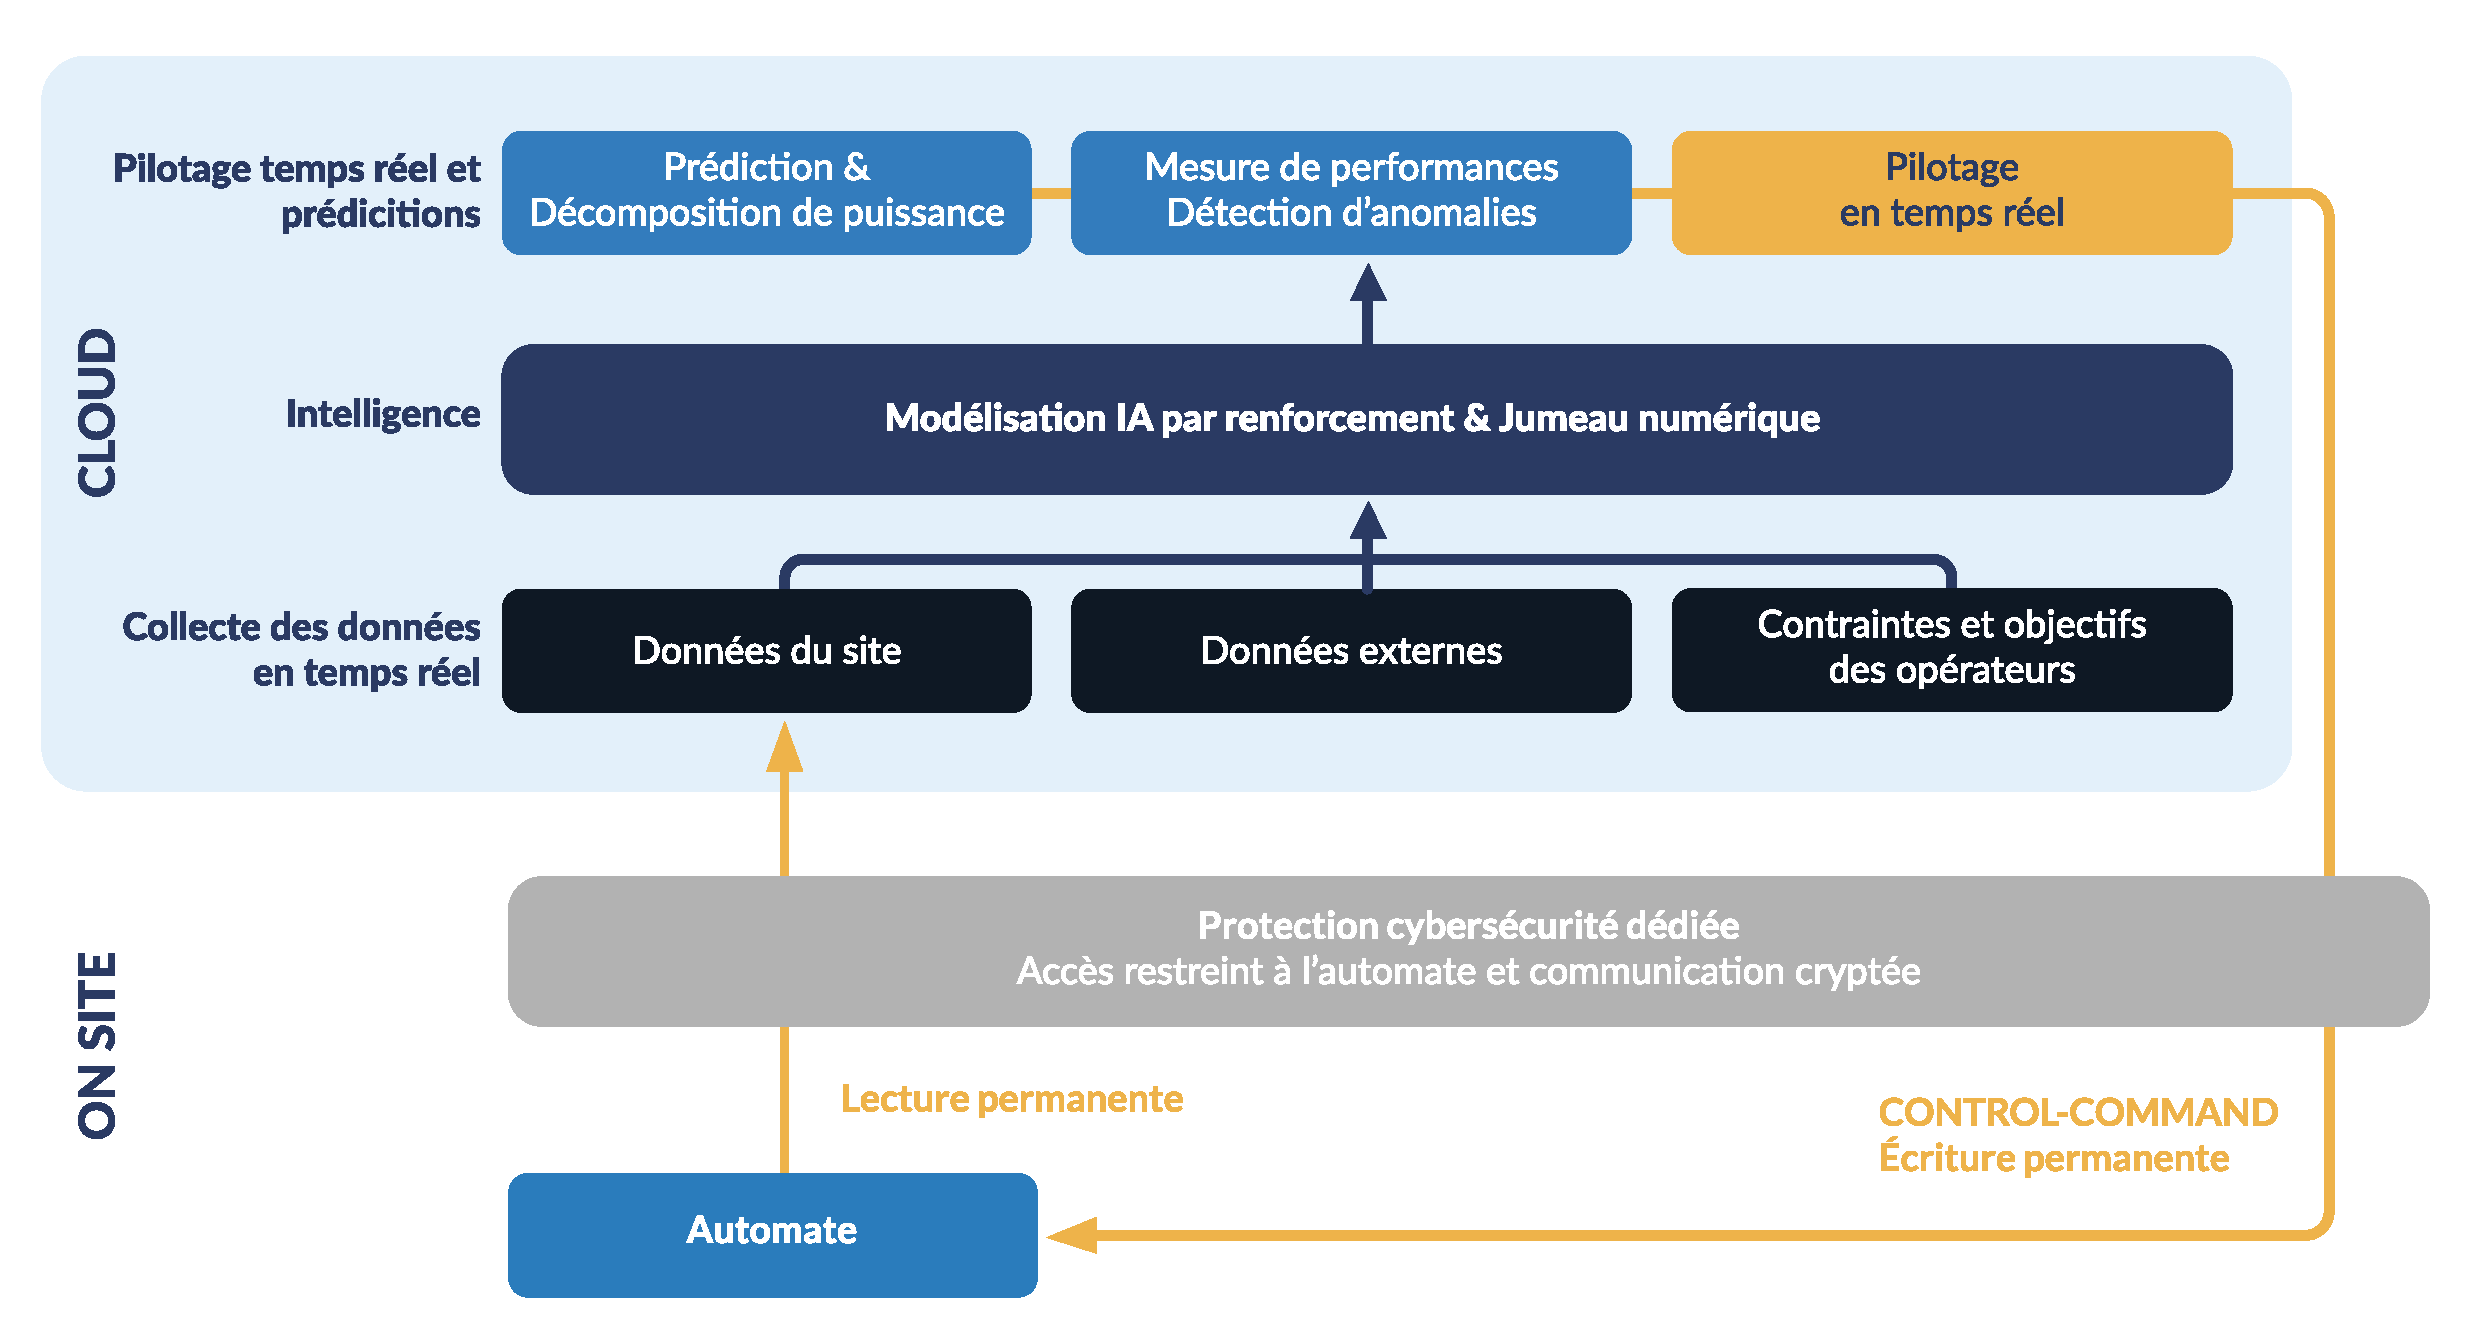 Pilotage temps réel et
prédicitions
Prédiction &
Décomposition de puissance
Mesure de performances
Détection d’anomalies
Pilotage
en temps réel
CLOUD
Intelligence
Modélisation IA par renforcement & Jumeau numérique
Collecte des données
en temps réel
Données du site
Données externes
Contraintes et objectifs
des opérateurs
ON SITE
Protection cybersécurité dédiée
Accès restreint à l’automate et communication cryptée
Lecture permanente
CONTROL-COMMAND
Écriture permanente
Automate